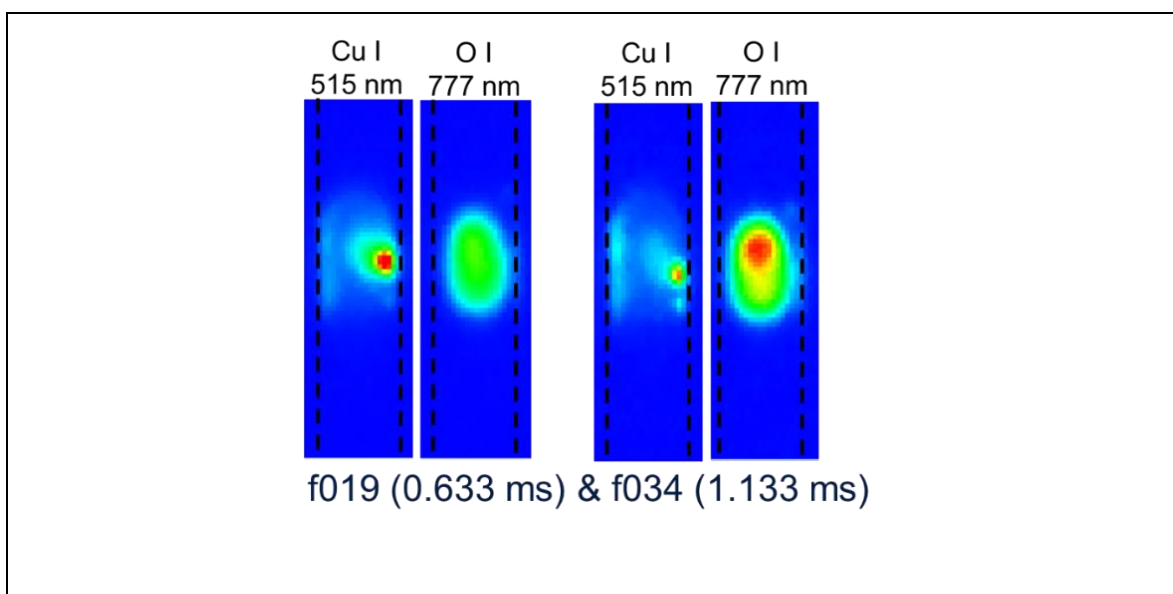 Cu I O I Cu I O I
515 nm 777 nm 515 nm 777 nm
f019 (0.633 ms) & f034 (1.133 ms)